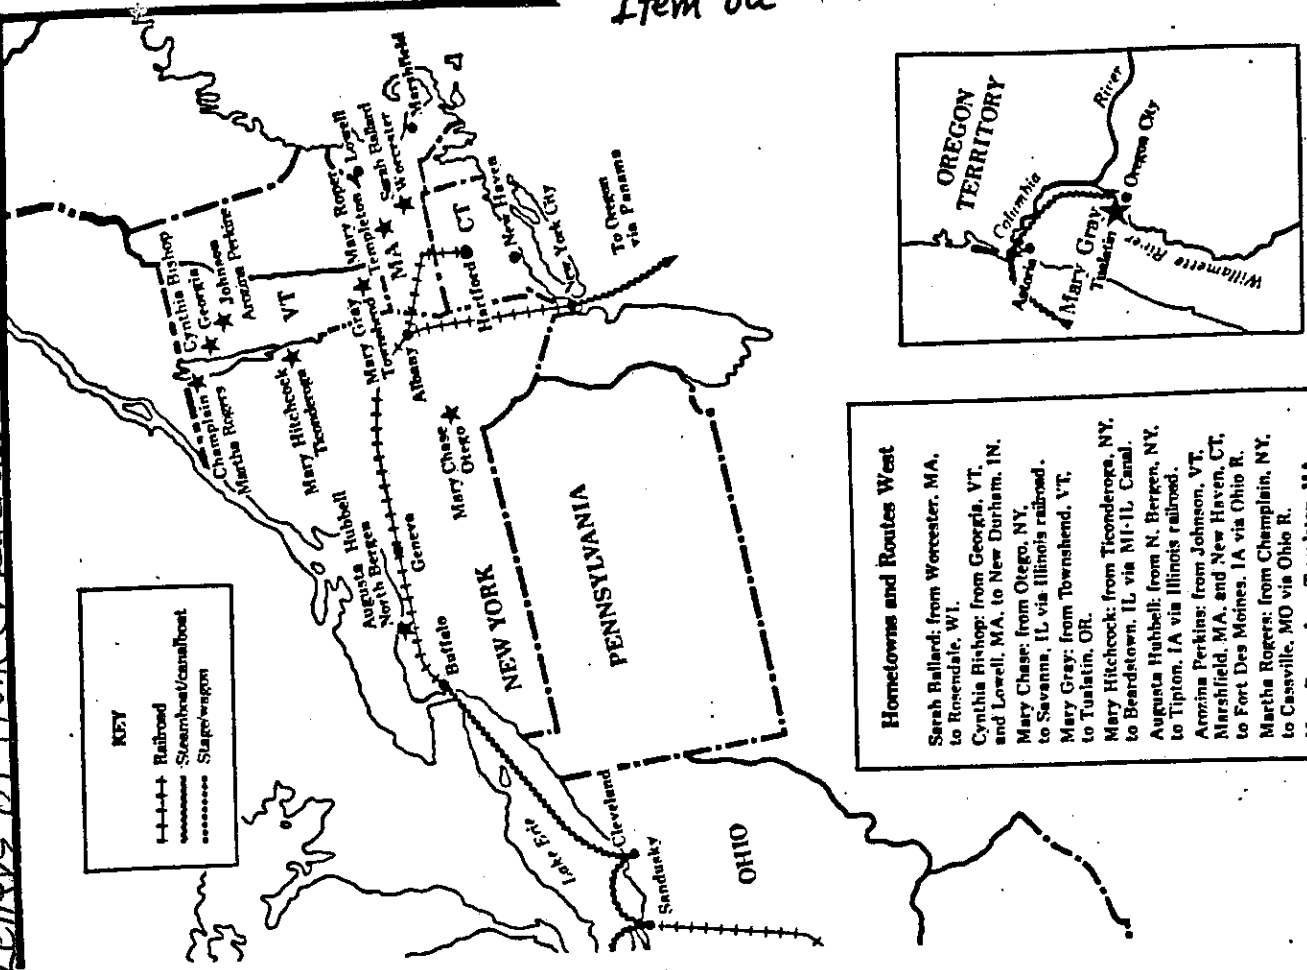 Item
KEY
Railroad
Steamboat/canalboat
Stage/wagon
Cynthia Bishop
Georgia
Johnson
Arozina Perkins
Champlain
Martha Rogers
VT
Mary Hitchcock
Ticonderoga
Mary Gray
Townshend
Mary Roper
Templeton
Lowell
Sarah Ballard
Worcester
Marshfield
MA
Albany
Hartford
CT
New Haven
New York City
To Oregon
via Panama
Augusta Hubbell
North Bergen
Geneva
Mary Chase
Otego
Buffalo
NEW YORK
PENNSYLVANIA
Lake Erie
Cleveland
Sandusky
OHIO
OREGON
TERRITORY
Columbia
River
Astoria
Mary Gray
Tualatin
Oregon City
Willamette River
Hometowns and Routes West
Sarah Ballard: from Worcester, MA,
to Rosendale, WI.
Cynthia Bishop: from Georgia, VT,
and Lowell, MA, to New Durham, IN.
Mary Chase: from Otego, NY,
to Savanna, IL via Illinois railroad.
Mary Gray: from Townshend, VT,
to Tualatin, OR.
Mary Hitchcock: from Ticonderoga, NY,
to Beardstown, IL via MI-IL Canal.
Augusta Hubbell: from N. Bergen, NY,
to Tipton, IA via Illinois railroad.
Arozina Perkins: from Johnson, VT,
Marshfield, MA, and New Haven, CT,
to Fort Des Moines, IA via Ohio R.
Martha Rogers: from Champlain, NY,
to Cassville, MO via Ohio R.